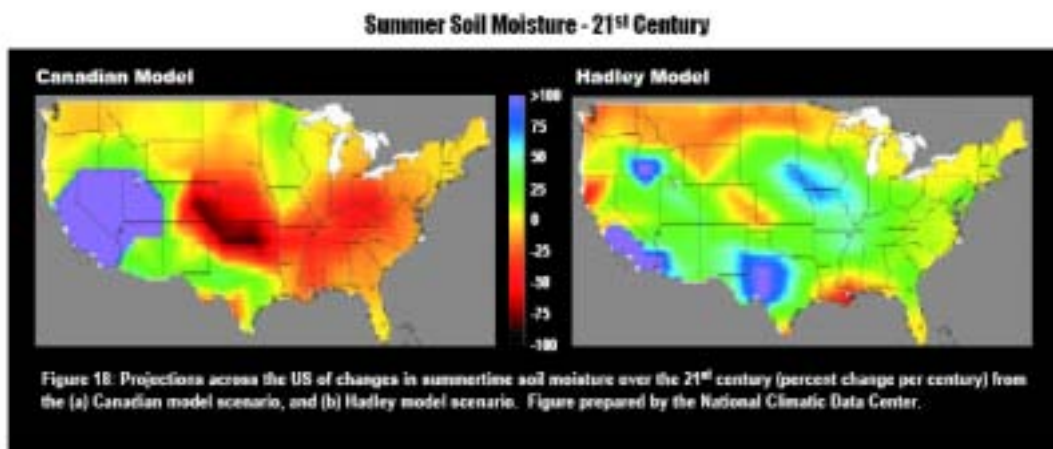 Summer Soil Moisture - 21st Century
Canadian Model
Hadley Model
>100
75
50
25
0
-25
-50
-75
-100
Figure 18: Projections across the US of changes in summertime soil moisture over the 21st century (percent change per century) from
the (a) Canadian model scenario, and (b) Hadley model scenario. Figure prepared by the National Climatic Data Center.